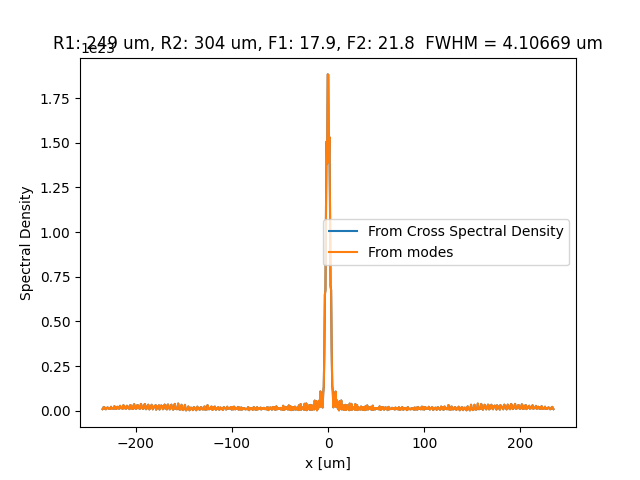 R1: 249 um, R2: 304 um, F1: 17.9, F2: 21.8  FWHM = 4.10669 um
1e23
1.75
1.50
1.25
1.00
0.75
0.50
0.25
0.00
Spectral Density
From Cross Spectral Density
From modes
−200
−100
0
100
200
x [um]